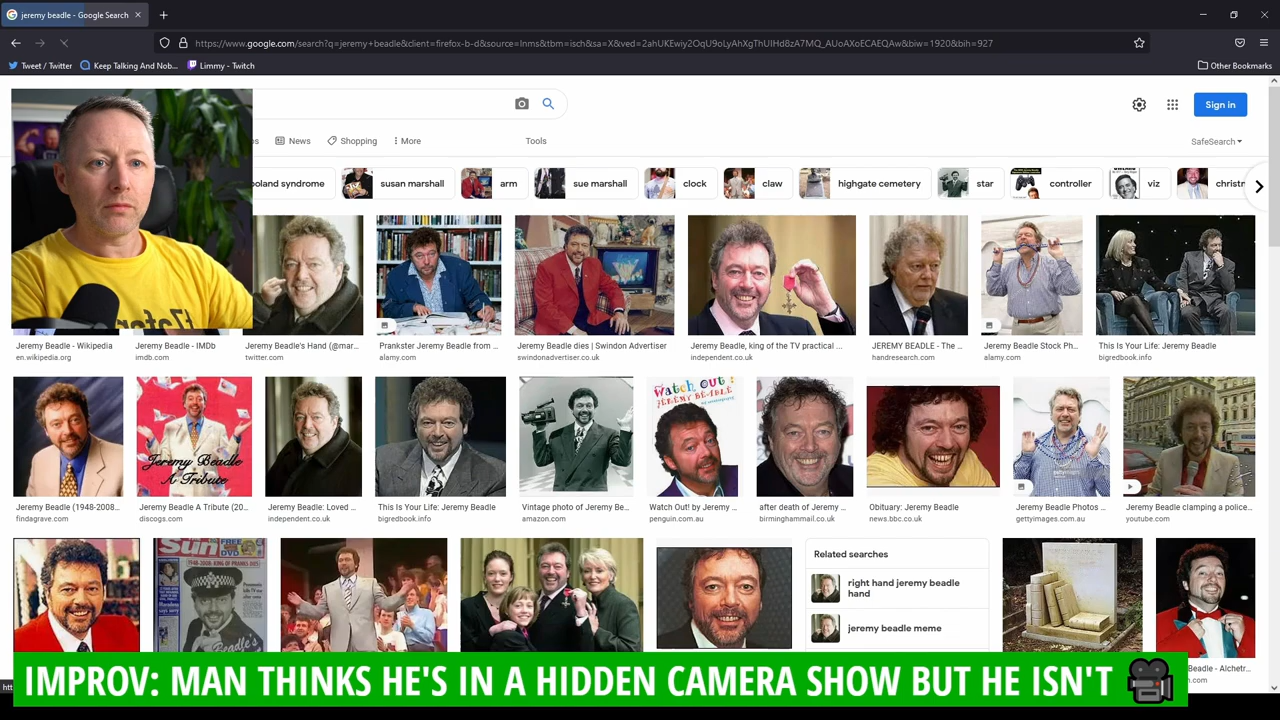 jeremy beadle - Google Search
https://www.google.com/search?q=jeremy+beadle&client=firefox-b-d&source=lnms&tbm=isch&sa=X&ved=2ahUKEwiy2OqU9oLyAhXgThUIHd8zA7MQ_AUoAXoECAEQAw&biw=1920&bih=927
Tweet / Twitter
Keep Talking And Nob...
Limmy - Twitch
Other Bookmarks
Sign in
News
Shopping
More
Tools
SafeSearch
oland syndrome
susan marshall
arm
sue marshall
clock
claw
highgate cemetery
star
controller
viz
christm
Jeremy Beadle - Wikipedia
en.wikipedia.org
Jeremy Beadle - IMDb
imdb.com
Jeremy Beadle's Hand (@mar...
twitter.com
Prankster Jeremy Beadle from ...
alamy.com
Jeremy Beadle dies | Swindon Advertiser
swindonadvertiser.co.uk
Jeremy Beadle, king of the TV practical ...
independent.co.uk
JEREMY BEADLE - The ...
handresearch.com
Jeremy Beadle Stock Ph...
alamy.com
This Is Your Life: Jeremy Beadle
bigredbook.info
Watch Out!
JEREMY BEADLE
Jeremy Beadle
A Tribute
Jeremy Beadle (1948-2008...
findagrave.com
Jeremy Beadle A Tribute (20...
discogs.com
Jeremy Beadle: Loved ...
independent.co.uk
This Is Your Life: Jeremy Beadle
bigredbook.info
Vintage photo of Jeremy Be...
amazon.com
Watch Out! by Jeremy ...
penguin.com.au
after death of Jeremy ...
birminghammail.co.uk
Obituary: Jeremy Beadle
news.bbc.co.uk
Jeremy Beadle Photos ...
gettyimages.com.au
Jeremy Beadle clamping a police...
youtube.com
Sun
FREE
DVD
Related searches
right hand jeremy beadle
hand
jeremy beadle meme
Beadle - Alchetr...
IMPROV: MAN THINKS HE'S IN A HIDDEN CAMERA SHOW BUT HE ISN'T